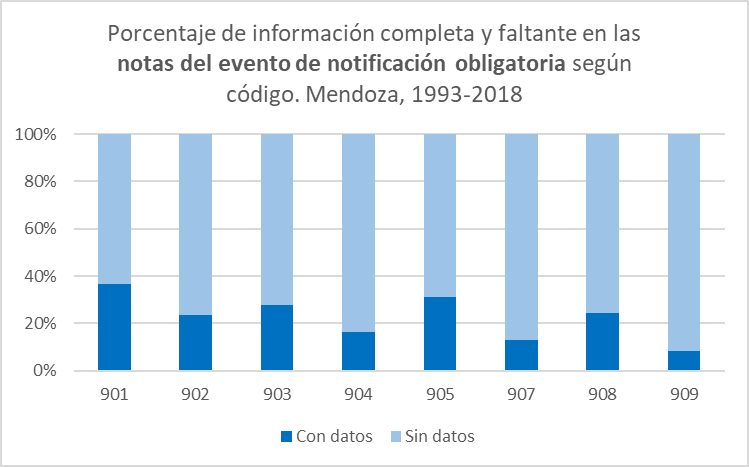 Porcentaje de información completa y faltante en las
notas del evento de notificación obligatoria según
código. Mendoza, 1993-2018
100%
80%
60%
40%
20%
0%
901 902 903 904 905 907 908 909
Con datos Sin datos